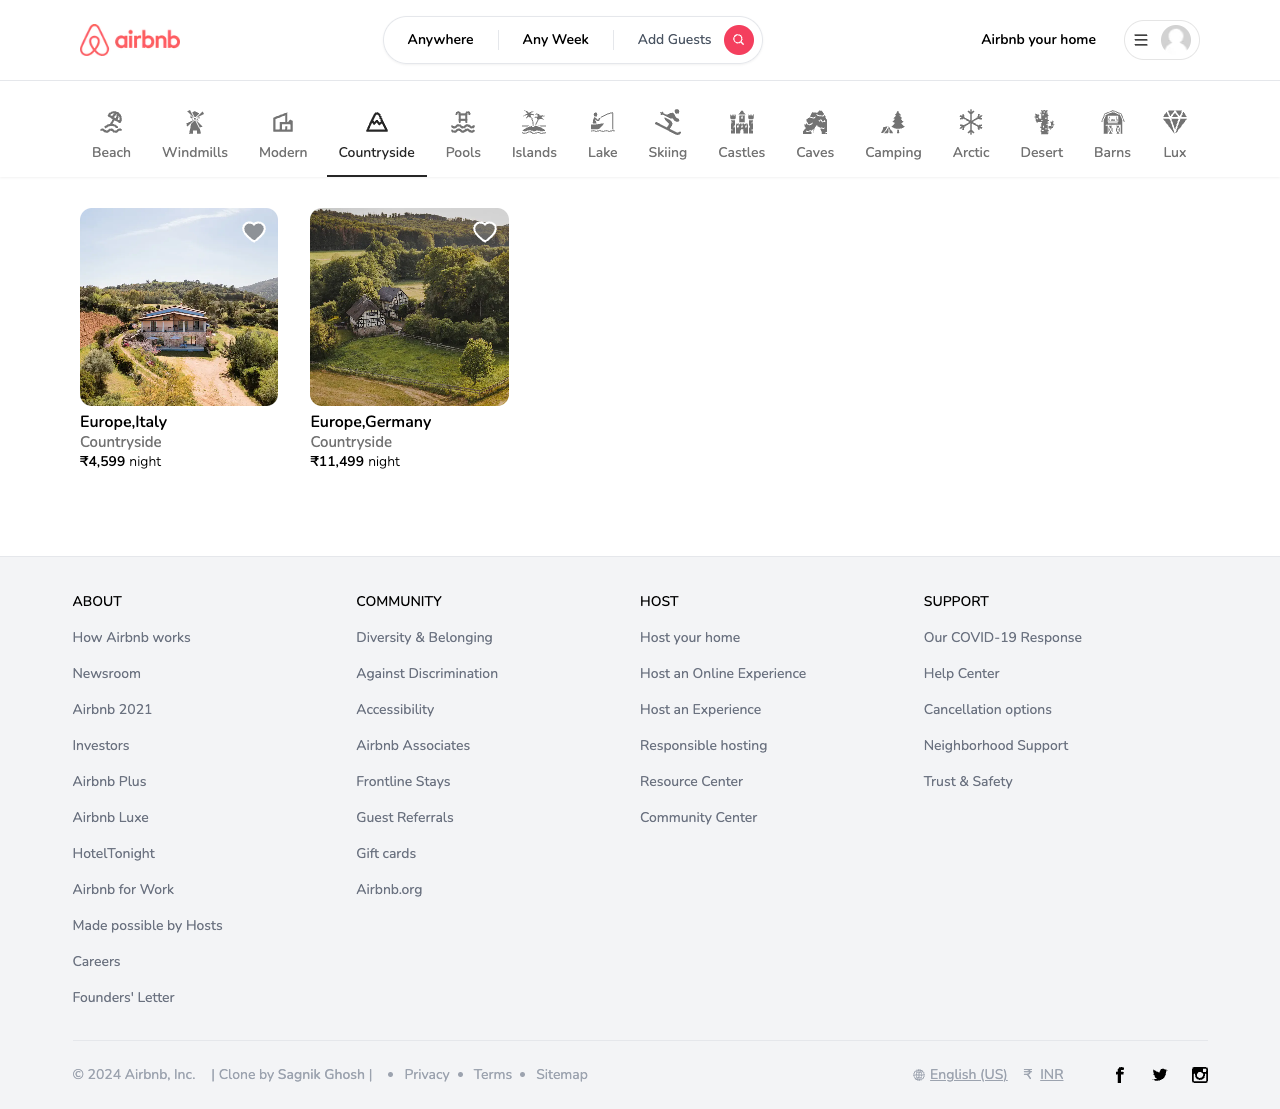 airbnb
Anywhere Any Week Add Guests
Airbnb your home
Beach Windmills Modern Countryside Pools Islands Lake Skiing Castles Caves Camping Arctic Desert Barns Lux
Europe,Italy
Countryside
₹4,599 night
Europe,Germany
Countryside
₹11,499 night
ABOUT
How Airbnb works
Newsroom
Airbnb 2021
Investors
Airbnb Plus
Airbnb Luxe
HotelTonight
Airbnb for Work
Made possible by Hosts
Careers
Founders' Letter
COMMUNITY
Diversity & Belonging
Against Discrimination
Accessibility
Airbnb Associates
Frontline Stays
Guest Referrals
Gift cards
Airbnb.org
HOST
Host your home
Host an Online Experience
Host an Experience
Responsible hosting
Resource Center
Community Center
SUPPORT
Our COVID-19 Response
Help Center
Cancellation options
Neighborhood Support
Trust & Safety
© 2024 Airbnb, Inc. | Clone by Sagnik Ghosh | • Privacy • Terms • Sitemap
English (US) ₹ INR